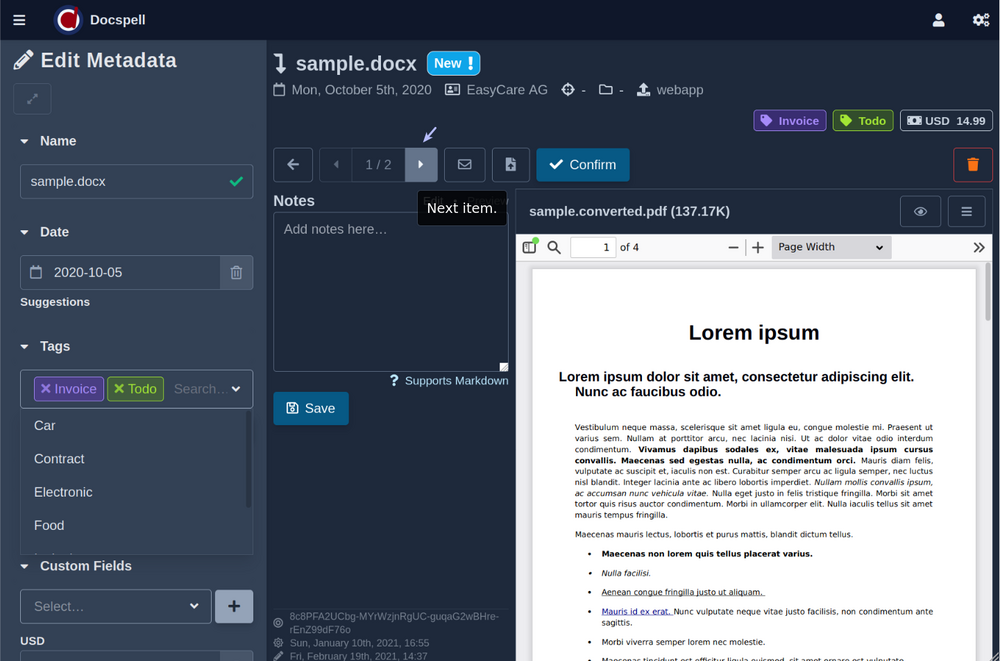 Docspell
Edit Metadata
Name
sample.docx
Date
2020-10-05
Suggestions
Tags
Invoice Todo Search...
Car
Contract
Electronic
Food
Custom Fields
Select...
USD
sample.docx New !
Mon, October 5th, 2020 EasyCare AG - - webapp
Invoice Todo USD 14.99
1 / 2 Confirm
Next item.
Notes
Add notes here…
? Supports Markdown
Save
8c8PFA2UCbg-MYrWzjnRgUC-guqaG2wBHre-
rEnZ99dF76o
Sun, January 10th, 2021, 16:55
Fri, February 19th, 2021, 14:37
sample.converted.pdf (137.17K)
1 of 4 Page Width
Lorem ipsum
Lorem ipsum dolor sit amet, consectetur adipiscing elit.
Nunc ac faucibus odio.
Vestibulum neque massa, scelerisque sit amet ligula eu, congue molestie mi. Praesent ut
varius sem. Nullam at porttitor arcu, nec lacinia nisi. Ut ac dolor vitae odio interdum
condimentum. Vivamus dapibus sodales ex, vitae malesuada ipsum cursus
convallis. Maecenas sed egestas nulla, ac condimentum orci. Mauris diam felis,
vulputate ac suscipit et, iaculis non est. Curabitur semper arcu ac ligula semper, nec luctus
nisl blandit. Integer lacinia ante ac libero lobortis imperdiet. Nullam mollis convallis ipsum,
ac accumsan nunc vehicula vitae. Nulla eget justo in felis tristique fringilla. Morbi sit amet
tortor quis risus auctor condimentum. Morbi in ullamcorper elit. Nulla iaculis tellus sit amet
mauris tempus fringilla.
Maecenas mauris lectus, lobortis et purus mattis, blandit dictum tellus.
• Maecenas non lorem quis tellus placerat varius.
• Nulla facilisi.
• Aenean congue fringilla justo ut aliquam.
• Mauris id ex erat. Nunc vulputate neque vitae justo facilisis, non condimentum ante
sagittis.
• Morbi viverra semper lorem nec molestie.
• Maecenas tincidunt est efficitur ligula euismod, sit amet ornare est vulputate.